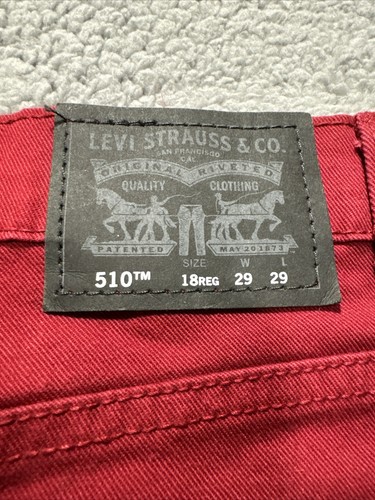 LEVI STRAUSS & CO.
SAN FRANCISCO
CAL
ORIGINAL RIVETED
QUALITY CLOTHING
PATENTED MAY 20 1873
SIZE W L
510™ 18REG 29 29